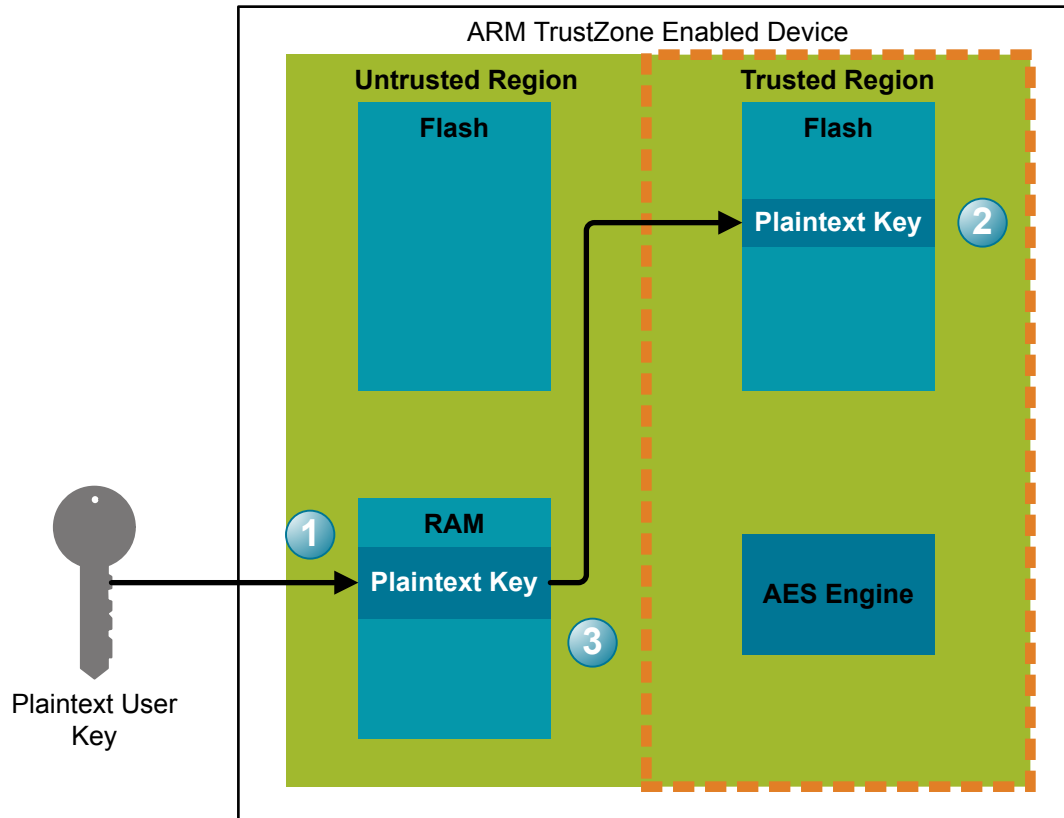 ARM TrustZone Enabled Device
Untrusted Region
Trusted Region
Flash
Flash
Plaintext Key
2
1
RAM
Plaintext Key
AES Engine
3
Plaintext User
Key